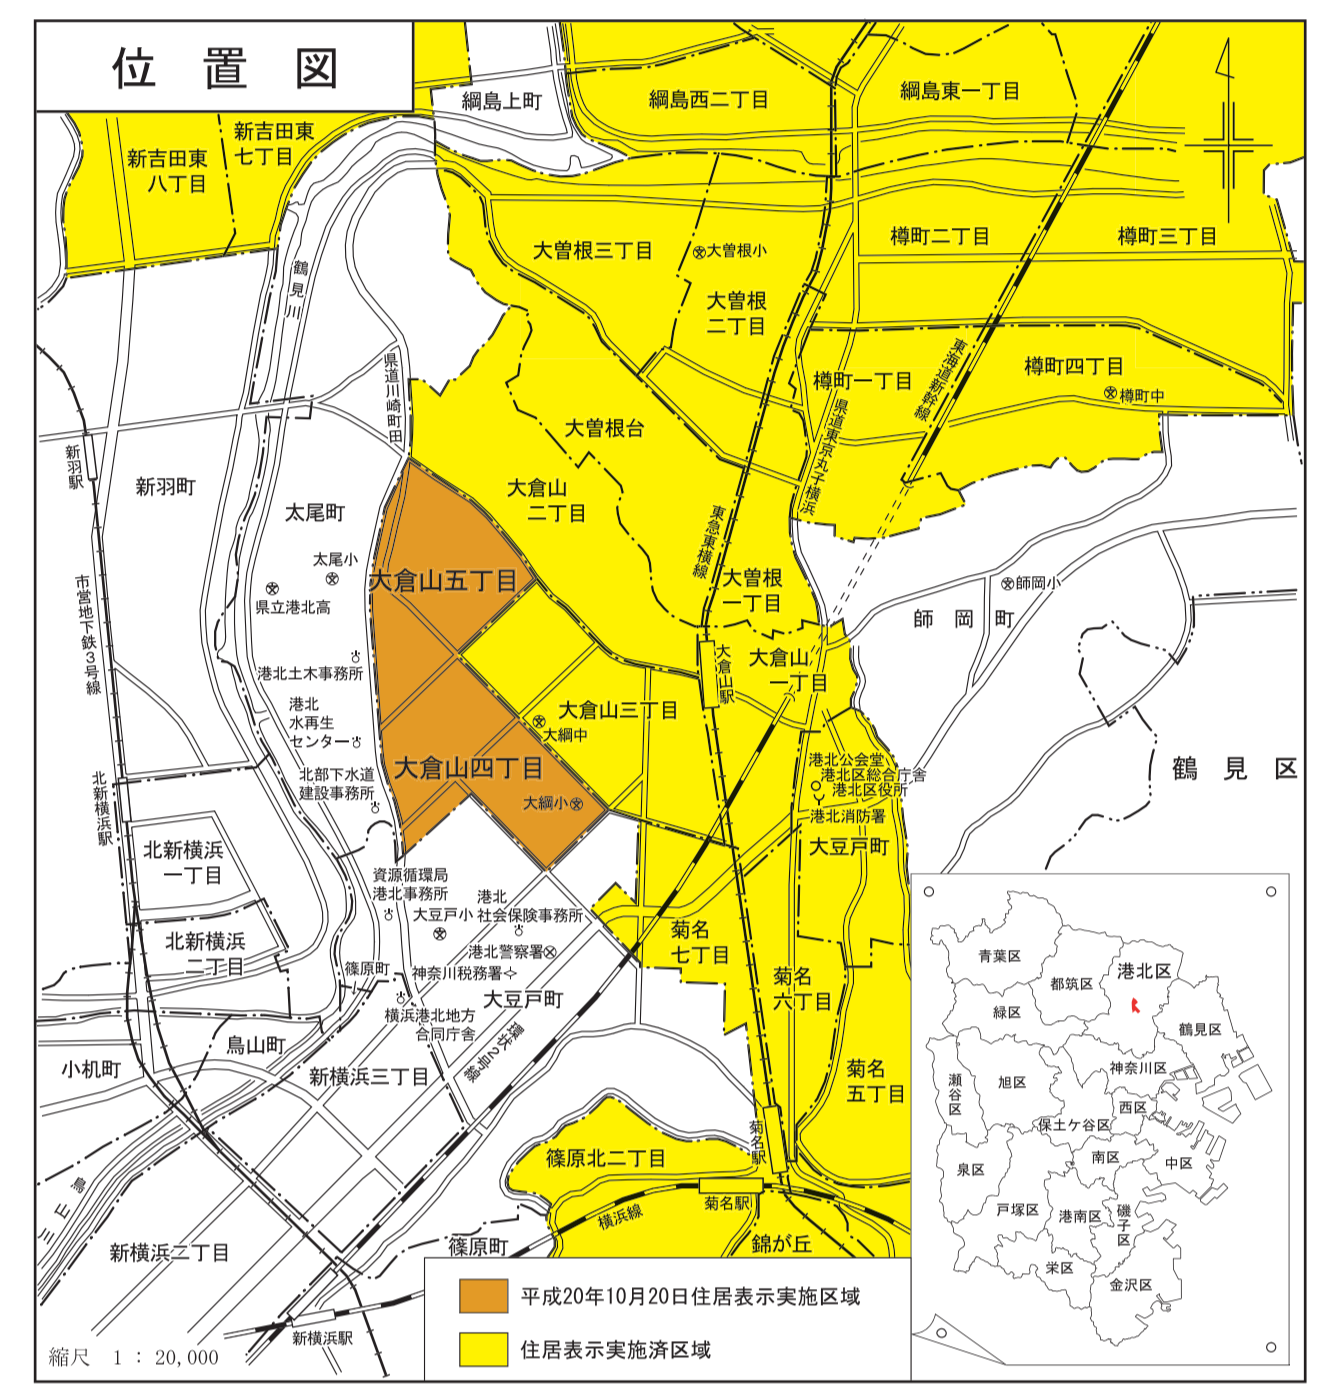 位置図
綱島上町
綱島西二丁目
綱島東一丁目
新吉田東
七丁目
新吉田東
八丁目
鶴見川
大曽根三丁目
大曽根小
大曽根
二丁目
樽町二丁目
樽町三丁目
東海道新幹線
樽町一丁目
樽町四丁目
樽町中
県道川崎町田
県道東京丸子横浜
大曽根台
大倉山
二丁目
新羽駅
新羽町
太尾町
太尾小
県立港北高
大倉山五丁目
東急東横線
大曽根
一丁目
師岡小
師岡町
市営地下鉄3号線
港北土木事務所
港北
水再生
センター
大倉山駅
大倉山
一丁目
大倉山三丁目
大綱中
大倉山四丁目
大綱小
北部下水道
建設事務所
港北公会堂
港北区総合庁舎
港北区役所
港北消防署
大豆戸町
鶴見区
北新横浜駅
北新横浜
一丁目
北新横浜
二丁目
資源循環局
港北事務所
港北
社会保険事務所
大豆戸小
港北警察署
神奈川税務署
大豆戸町
篠原町
横浜港北地方
合同庁舎
環状2号線
菊名
七丁目
菊名
六丁目
菊名
五丁目
小机町
鳥山町
新横浜三丁目
鳥山川
新横浜二丁目
新横浜駅
篠原北二丁目
菊名駅
菊名駅
横浜線
錦が丘
篠原町
縮尺 1:20,000
平成20年10月20日住居表示実施区域
住居表示実施済区域
青葉区
都筑区
港北区
緑区
鶴見区
瀬谷区
旭区
神奈川区
西区
保土ケ谷区
泉区
南区
中区
戸塚区
港南区
磯子区
栄区
金沢区